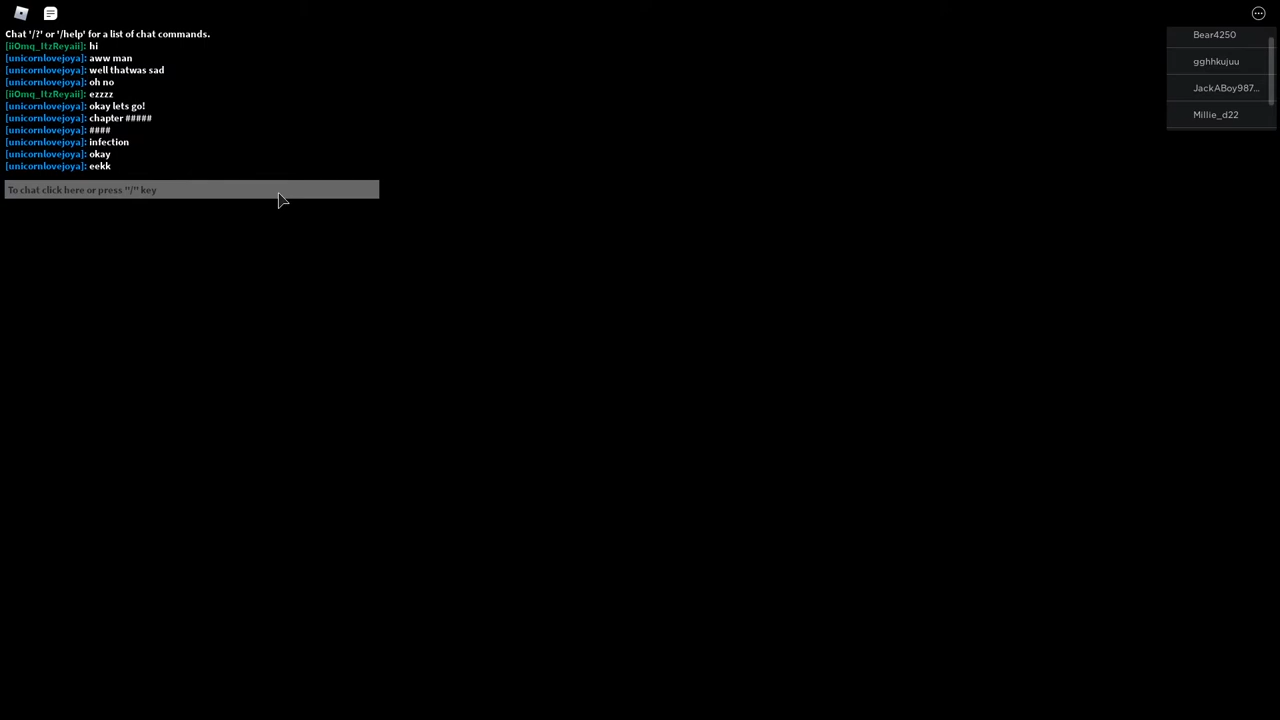 Chat '/?' or '/help' for a list of chat commands.
[iiOmq_ItzReyaii]: hi
[unicornlovejoya]: aww man
[unicornlovejoya]: well thatwas sad
[unicornlovejoya]: oh no
[iiOmq_ItzReyaii]: ezzzz
[unicornlovejoya]: okay lets go!
[unicornlovejoya]: chapter #####
[unicornlovejoya]: ####
[unicornlovejoya]: infection
[unicornlovejoya]: okay
[unicornlovejoya]: eekk
To chat click here or press "/" key
Bear4250
gghhkujuu
JackABoy987...
Millie_d22